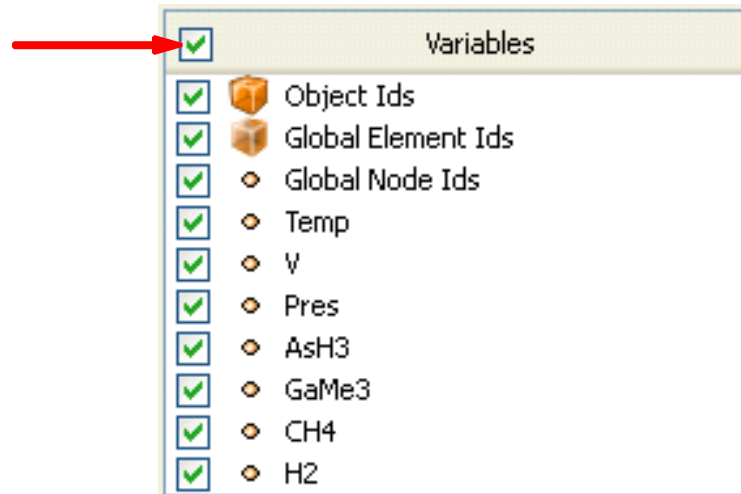 Variables
Object Ids
Global Element Ids
Global Node Ids
Temp
V
Pres
AsH3
GaMe3
CH4
H2